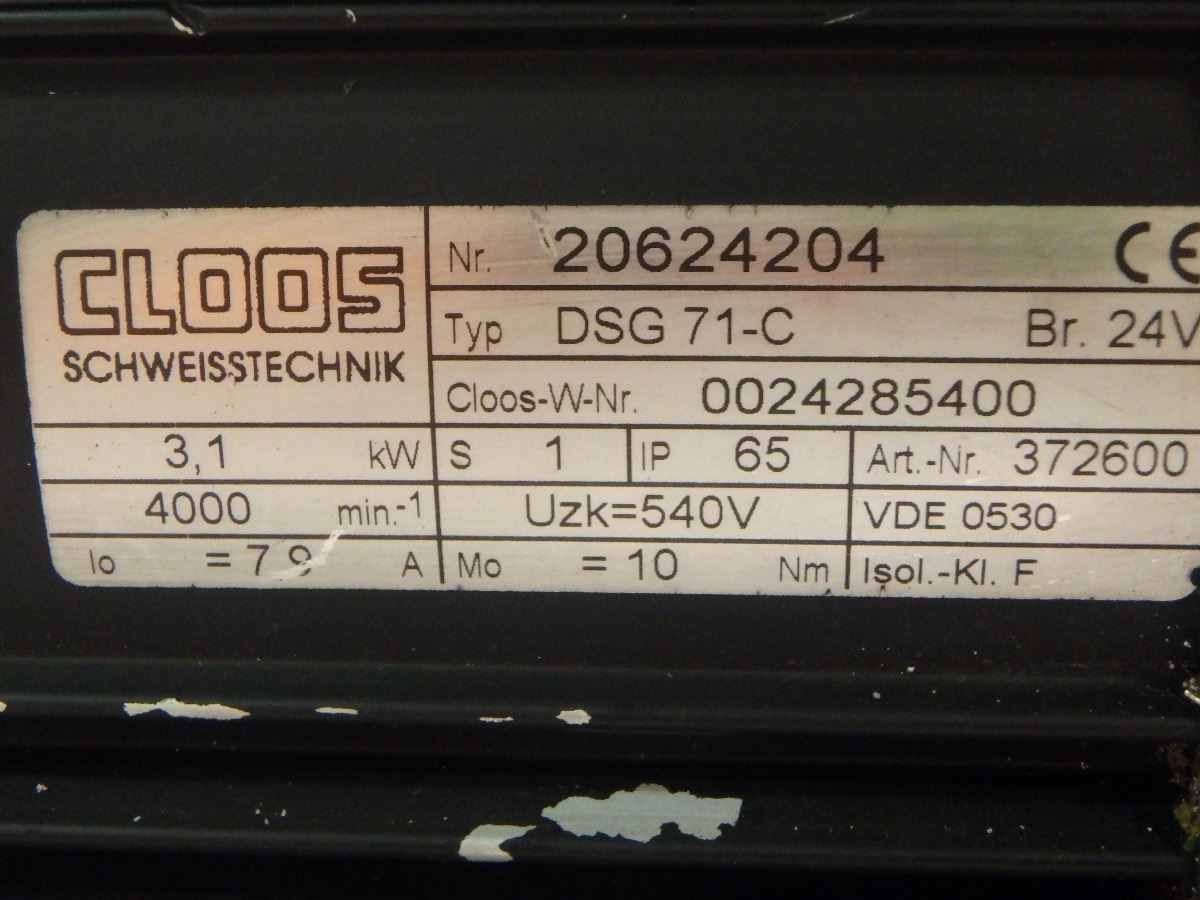 CLOOS
SCHWEISSTECHNIK
Nr. 20624204 CE
Typ DSG 71-C Br. 24V
Cloos-W-Nr. 0024285400
3,1 kW S 1 IP 65 Art.-Nr. 372600
4000 min.-1 Uzk=540V VDE 0530
Io = 7 9 A Mo = 10 Nm Isol.-Kl. F